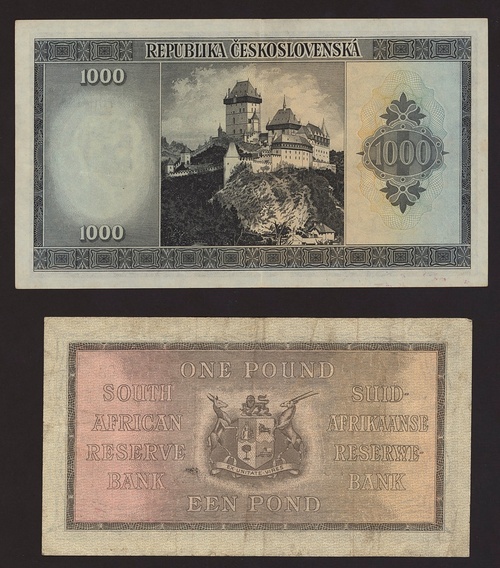 REPUBLIKA ČESKOSLOVENSKÁ
1000
1000
1000
ONE POUND
SOUTH
AFRICAN
RESERVE
BANK
SUID-
AFRIKAANSE
RESERWE-
BANK
EX UNITATE VIRES
EEN POND